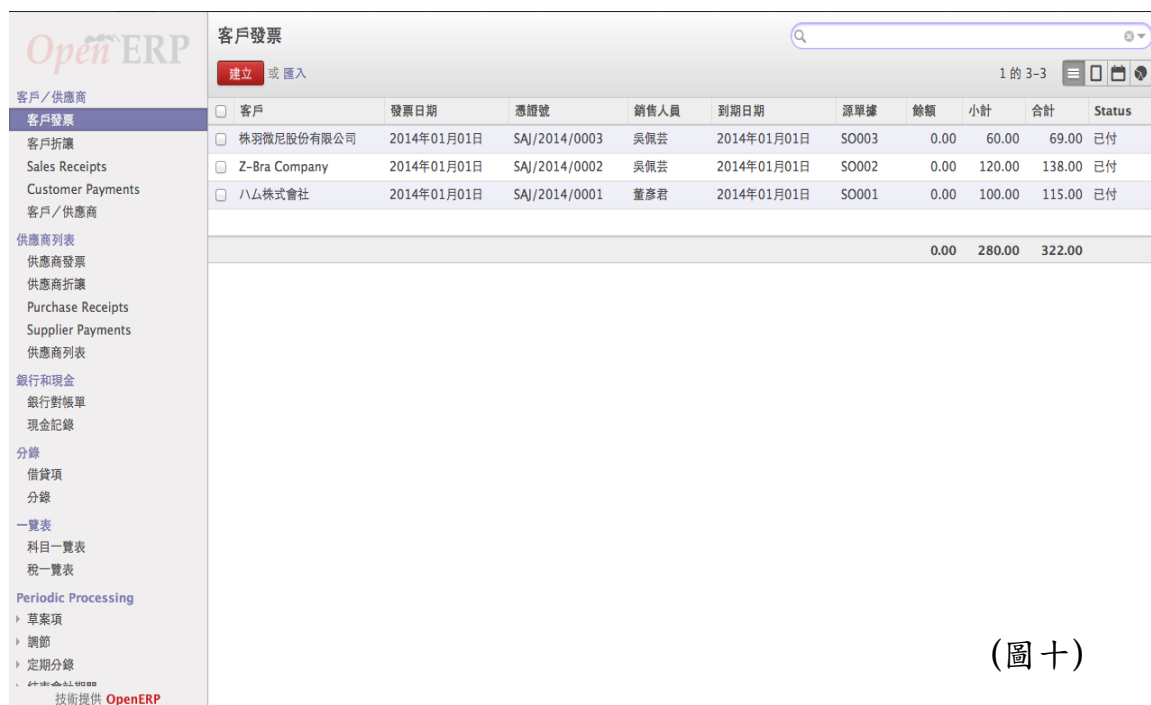 OpenERP
客戶／供應商
客戶發票
客戶折讓
Sales Receipts
Customer Payments
客戶／供應商
供應商列表
供應商發票
供應商折讓
Purchase Receipts
Supplier Payments
供應商列表
銀行和現金
銀行對帳單
現金記錄
分錄
借貸項
分錄
一覽表
科目一覽表
稅一覽表
Periodic Processing
草案項
調節
定期分錄
技術提供 OpenERP
客戶發票
建立 或 匯入
1 的 3-3
客戶 發票日期 憑證號 銷售人員 到期日期 源單據 餘額 小計 合計 Status
株羽微尼股份有限公司 2014年01月01日 SAJ/2014/0003 吳佩芸 2014年01月01日 SO003 0.00 60.00 69.00 已付
Z-Bra Company 2014年01月01日 SAJ/2014/0002 吳佩芸 2014年01月01日 SO002 0.00 120.00 138.00 已付
ハム株式會社 2014年01月01日 SAJ/2014/0001 董彥君 2014年01月01日 SO001 0.00 100.00 115.00 已付
0.00 280.00 322.00
(圖十)